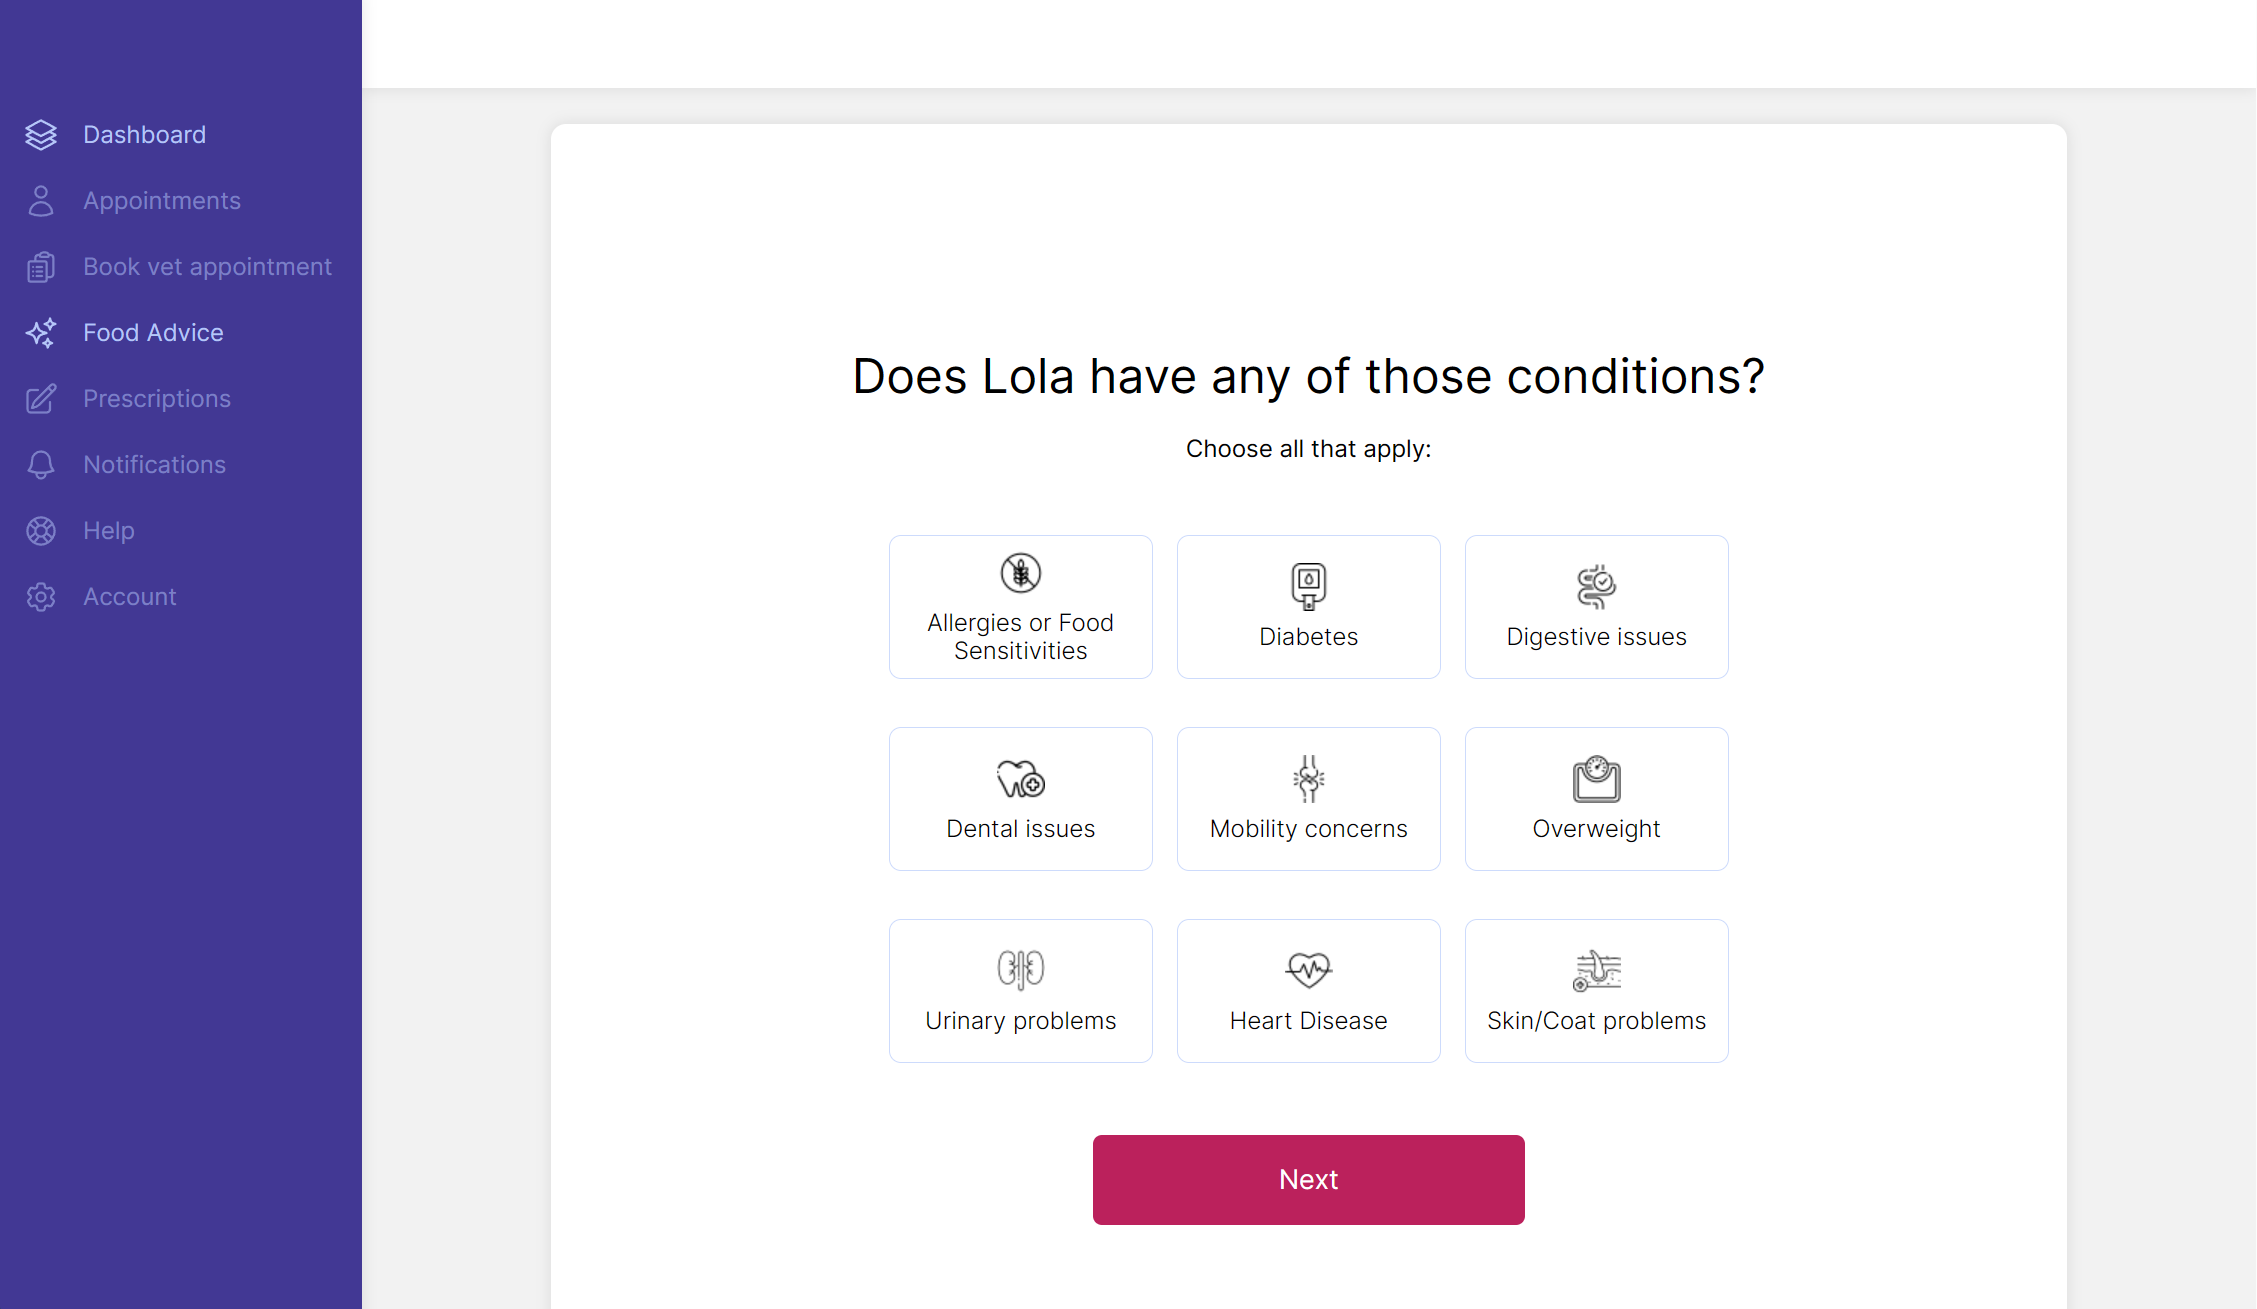 Dashboard
Appointments
Book vet appointment
Food Advice
Prescriptions
Notifications
Help
Account
Does Lola have any of those conditions?
Choose all that apply:
Allergies or Food
Sensitivities
Diabetes
Digestive issues
Dental issues
Mobility concerns
Overweight
Urinary problems
Heart Disease
Skin/Coat problems
Next